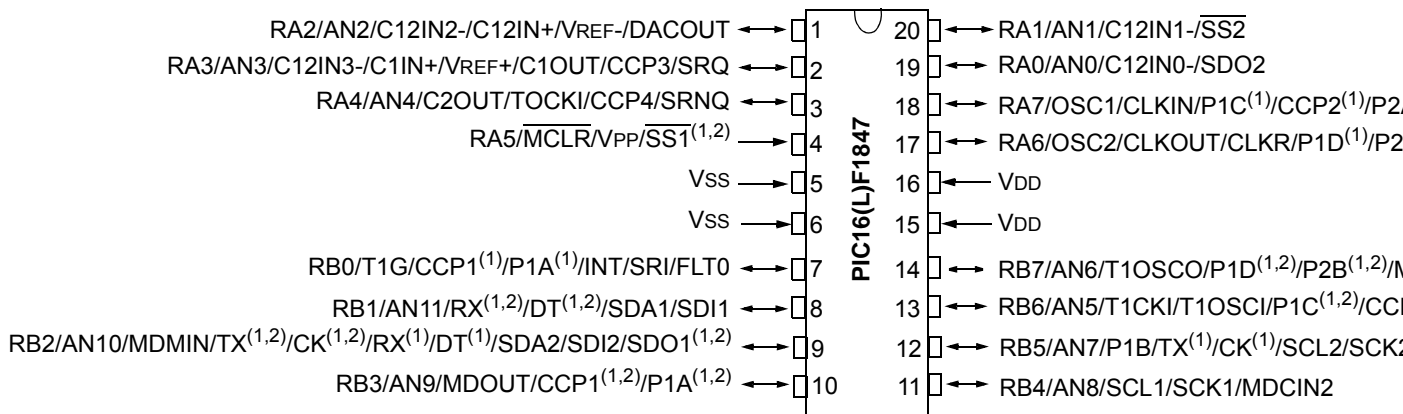 RA2/AN2/C12IN2-/C12IN+/VREF-/DACOUT 1 20 RA1/AN1/C12IN1-/SS2
RA3/AN3/C12IN3-/C1IN+/VREF+/C1OUT/CCP3/SRQ 2 19 RA0/AN0/C12IN0-/SDO2
RA4/AN4/C2OUT/TOCKI/CCP4/SRNQ 3 18 RA7/OSC1/CLKIN/P1C(1)/CCP2(1)/P2
RA5/MCLR/VPP/SS1(1,2) 4 17 RA6/OSC2/CLKOUT/CLKR/P1D(1)/P2
VSS 5 16 VDD
VSS 6 15 VDD
RB0/T1G/CCP1(1)/P1A(1)/INT/SRI/FLT0 7 14 RB7/AN6/T1OSCO/P1D(1,2)/P2B(1,2)/
RB1/AN11/RX(1,2)/DT(1,2)/SDA1/SDI1 8 13 RB6/AN5/T1CKI/T1OSCI/P1C(1,2)/CC
RB2/AN10/MDMIN/TX(1,2)/CK(1,2)/RX(1)/DT(1)/SDA2/SDI2/SDO1(1,2) 9 12 RB5/AN7/P1B/TX(1)/CK(1)/SCL2/SCK2
RB3/AN9/MDOUT/CCP1(1,2)/P1A(1,2) 10 11 RB4/AN8/SCL1/SCK1/MDCIN2
PIC16(L)F1847